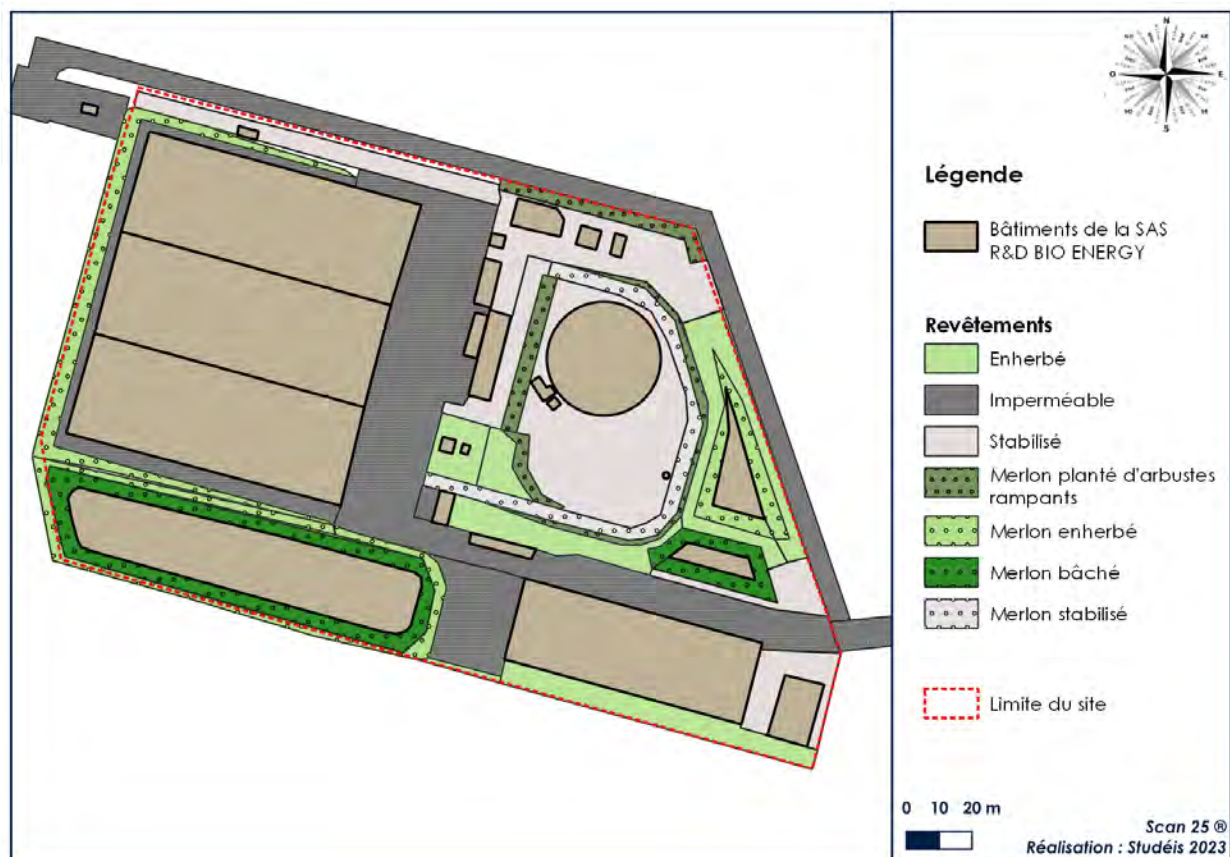 N
O
E
S
Légende
Bâtiments de la SAS
R&D BIO ENERGY
Revêtements
Enherbé
Imperméable
Stabilisé
Merlon planté d'arbustes
rampants
Merlon enherbé
Merlon bâché
Merlon stabilisé
Limite du site
0 10 20 m
Scan 25 ®
Réalisation : Studéis 2023